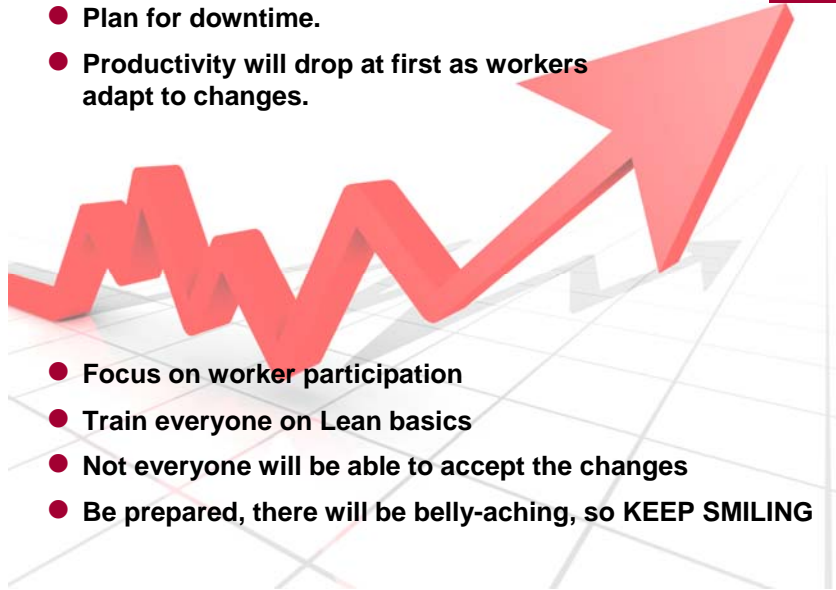 ● Plan for downtime.
● Productivity will drop at first as workers
adapt to changes.
● Focus on worker participation
● Train everyone on Lean basics
● Not everyone will be able to accept the changes
● Be prepared, there will be belly-aching, so KEEP SMILING